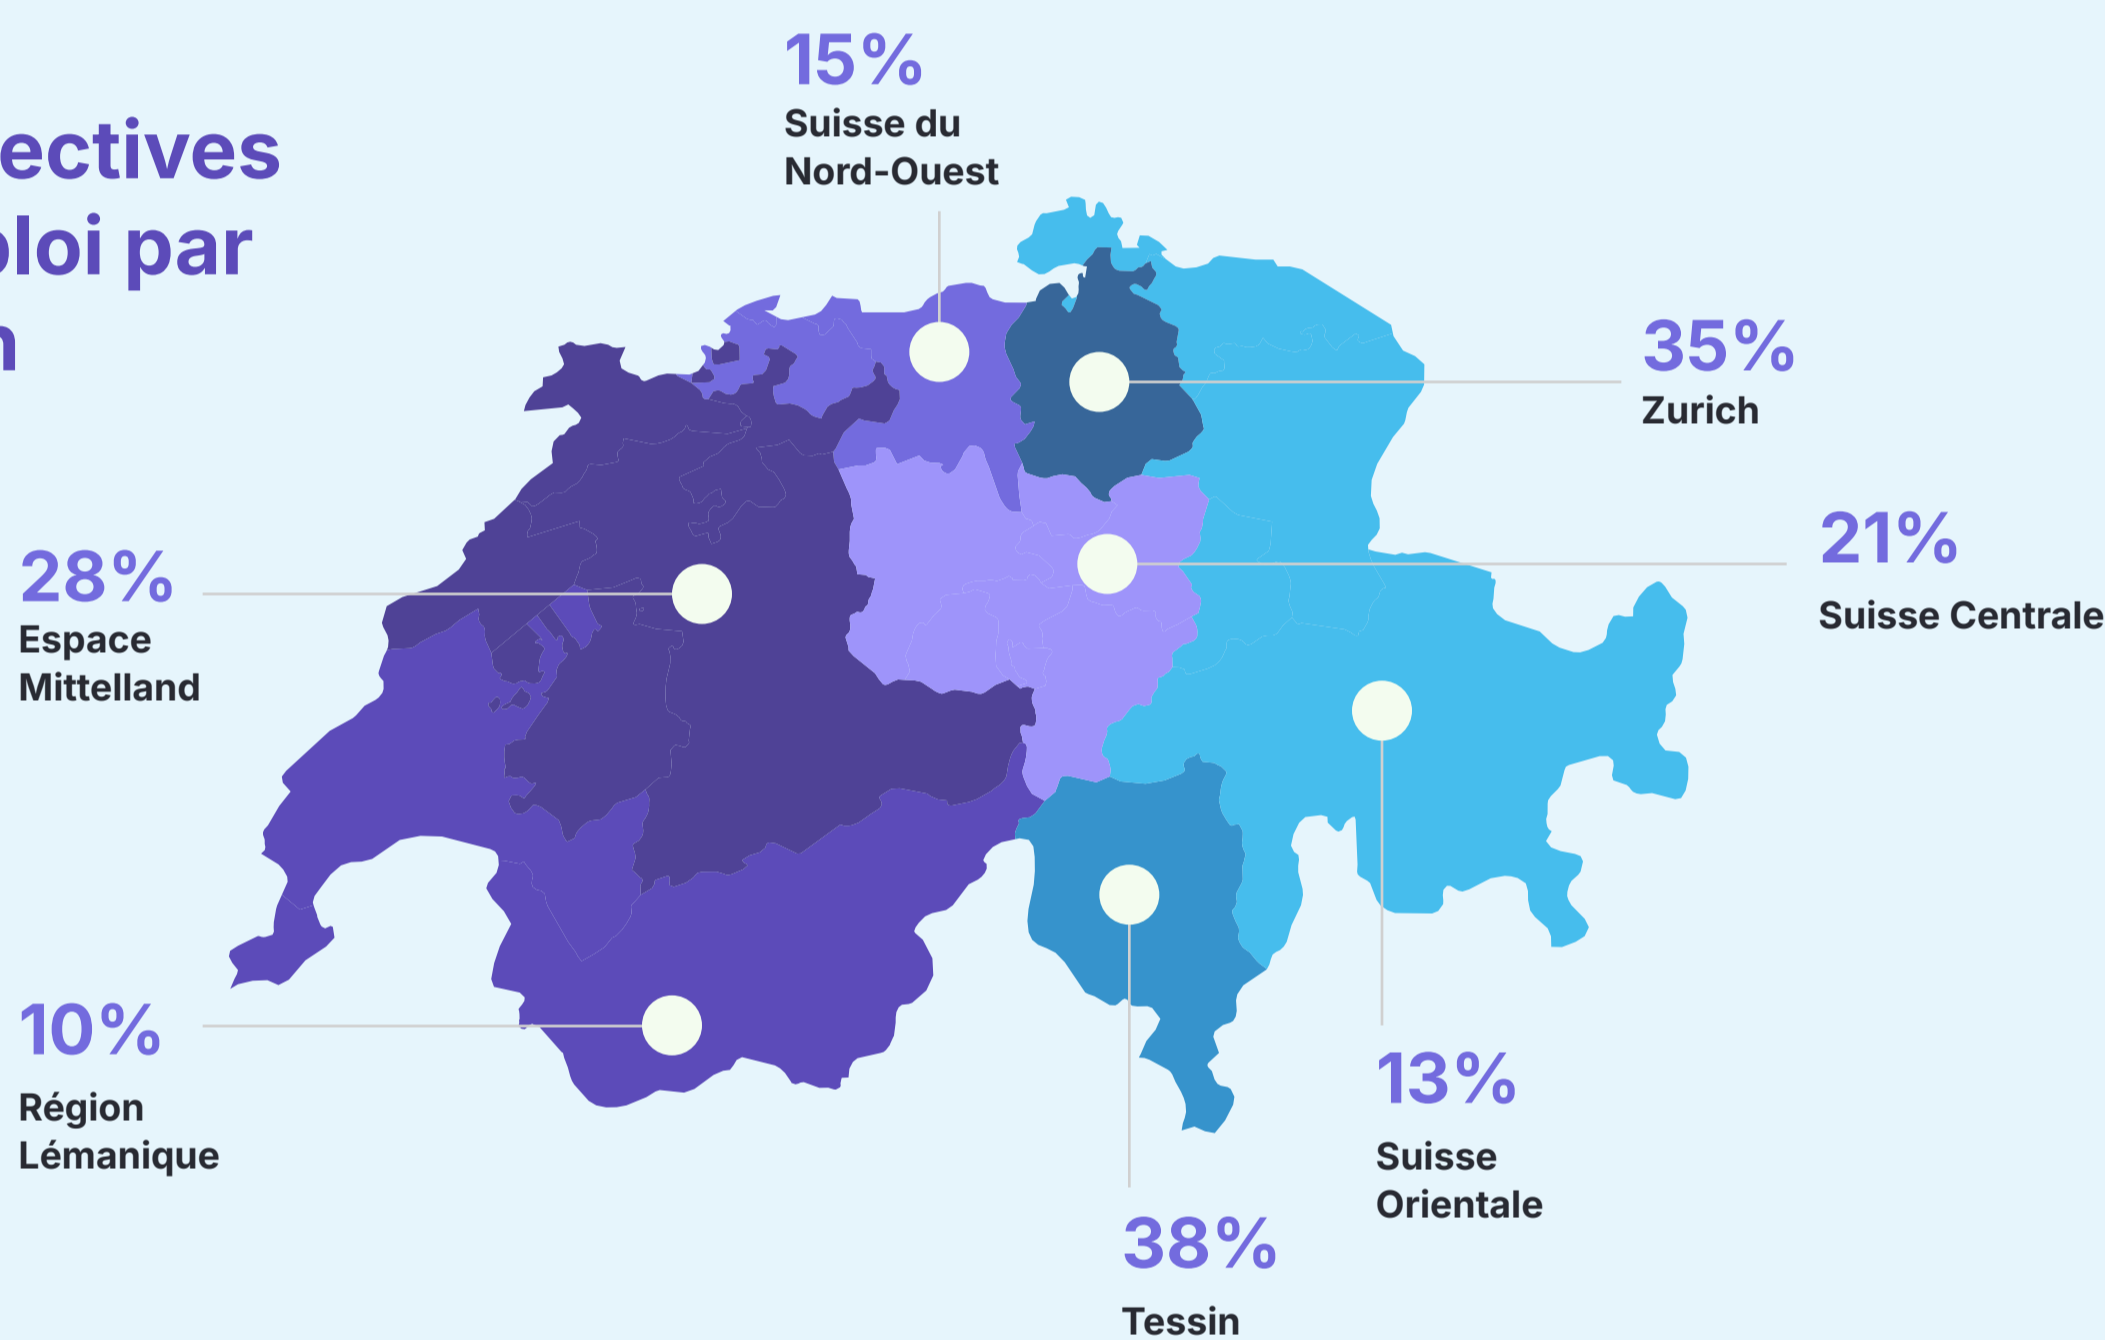 ectives
loi par
15%
Suisse du
Nord-Ouest
35%
Zurich
21%
Suisse Centrale
28%
Espace
Mittelland
10%
Région
Lémanique
13%
Suisse
Orientale
38%
Tessin